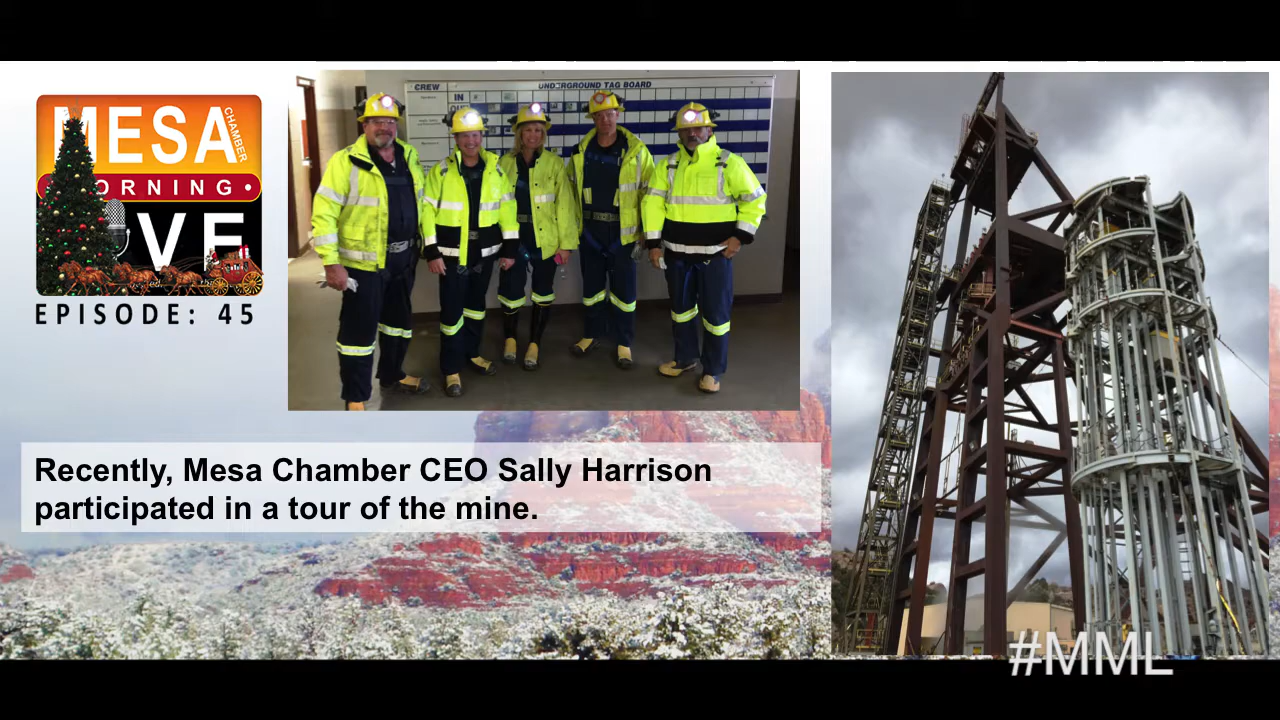 MESA
CHAMBER
MORNING
LIVE
EPISODE: 45
CREW
UNDERGROUND TAG BOARD
IN
OUT
Recently, Mesa Chamber CEO Sally Harrison
participated in a tour of the mine.
#MML